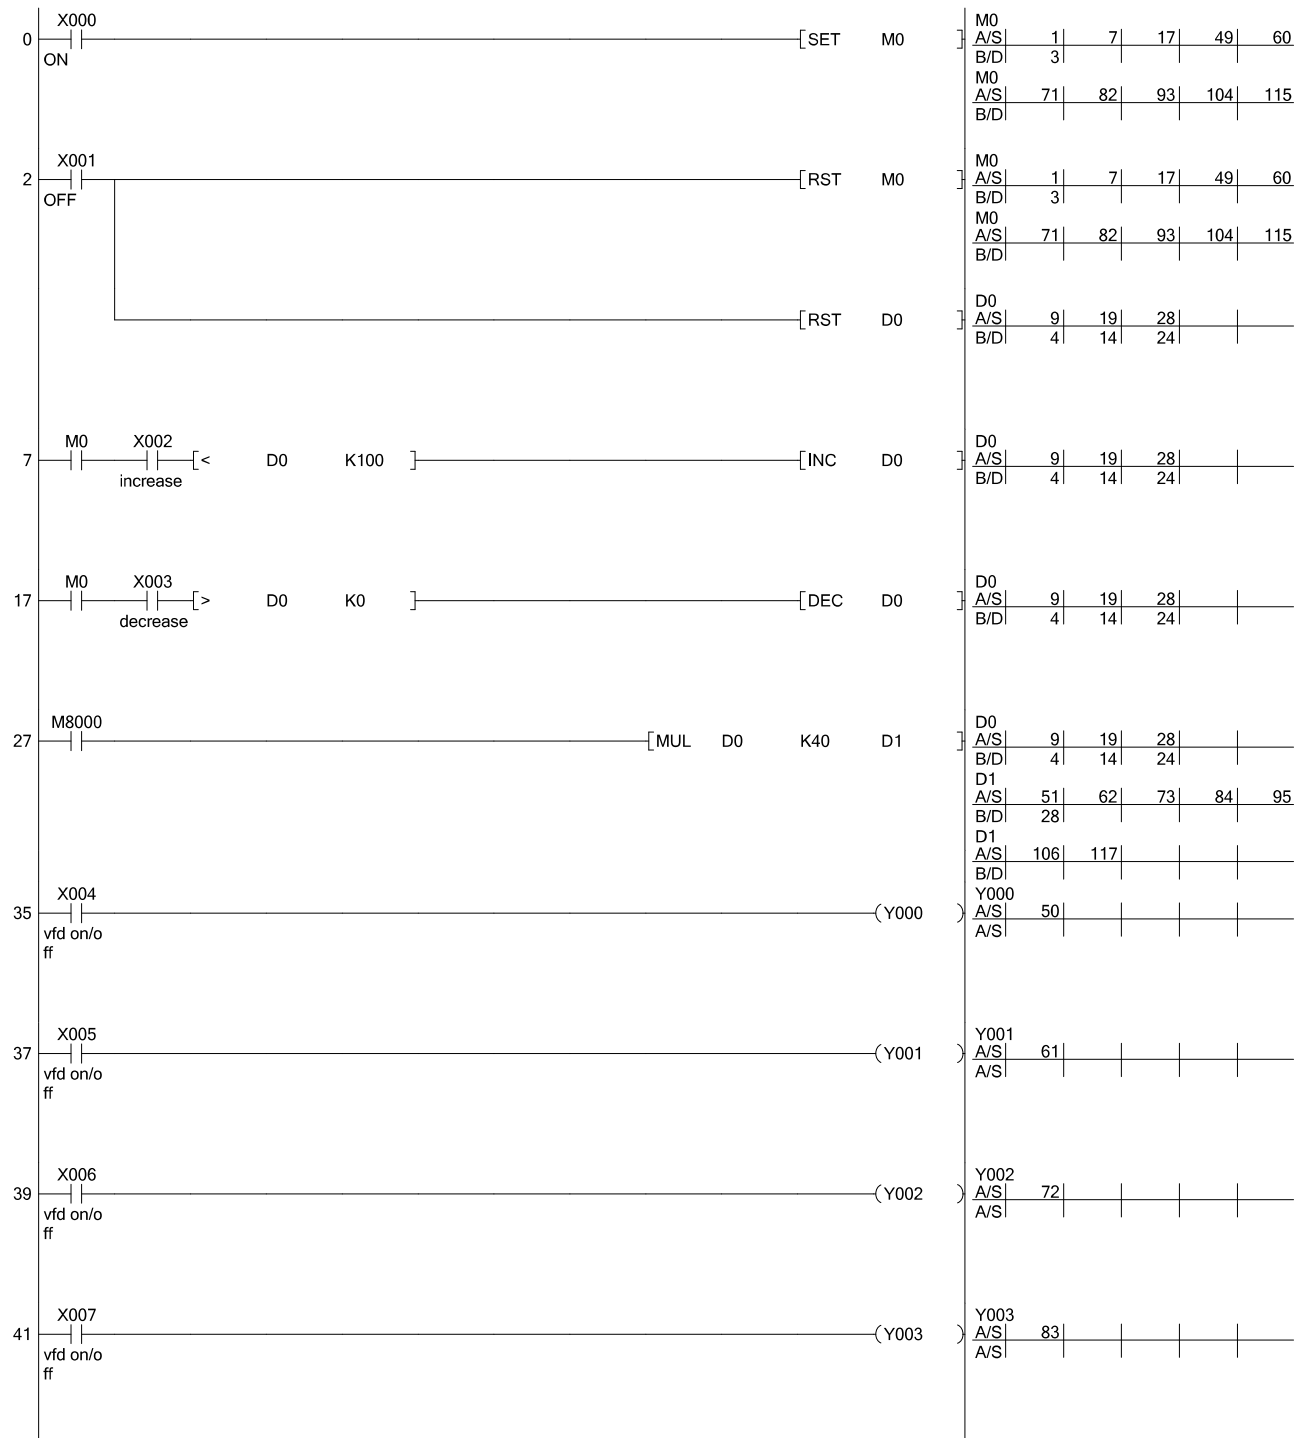 X000 M0
0 [SET M0] A/S 1 7 17 49 60
ON B/D 3
M0
A/S 71 82 93 104 115
B/D
X001 M0
2 [RST M0] A/S 1 7 17 49 60
OFF B/D 3
M0
A/S 71 82 93 104 115
B/D
D0
[RST D0] A/S 9 19 28
B/D 4 14 24
M0 X002 D0
7 [< D0 K100] [INC D0] A/S 9 19 28
increase B/D 4 14 24
M0 X003 D0
17 [> D0 K0] [DEC D0] A/S 9 19 28
decrease B/D 4 14 24
M8000 D0
27 [MUL D0 K40 D1] A/S 9 19 28
B/D 4 14 24
D1
A/S 51 62 73 84 95
B/D 28
D1
A/S 106 117
B/D
X004 Y000
35 (Y000) A/S 50
vfd on/o A/S
ff
X005 Y001
37 (Y001) A/S 61
vfd on/o A/S
ff
X006 Y002
39 (Y002) A/S 72
vfd on/o A/S
ff
X007 Y003
41 (Y003) A/S 83
vfd on/o A/S
ff